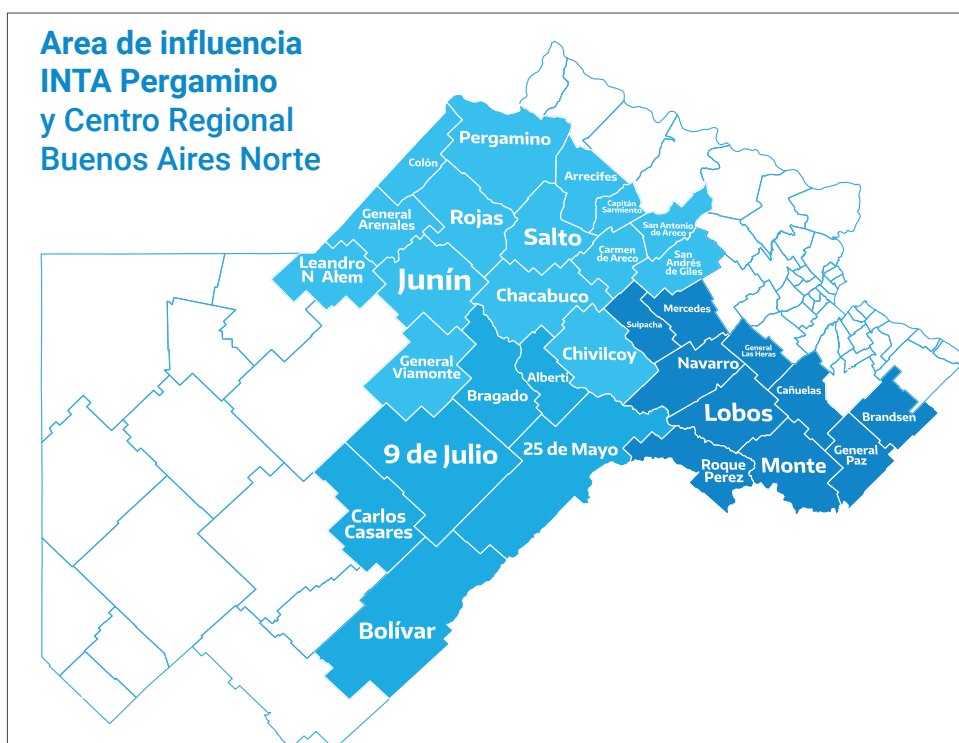 Area de influencia
INTA Pergamino
y Centro Regional
Buenos Aires Norte
Pergamino
Colón
Arrecifes
Capitán
Sarmiento
General
Arenales
Rojas
Salto
San Antonio
de Areco
Carmen
de Areco
San
Andrés
de Giles
Leandro
N Alem
Junín
Chacabuco
Mercedes
Suipacha
General
Viamonte
Chivilcoy
General
Las Heras
Navarro
Alberti
Bragado
Cañuelas
Lobos
Brandsen
9 de Julio
25 de Mayo
General
Paz
Roque
Perez
Monte
Carlos
Casares
Bolívar